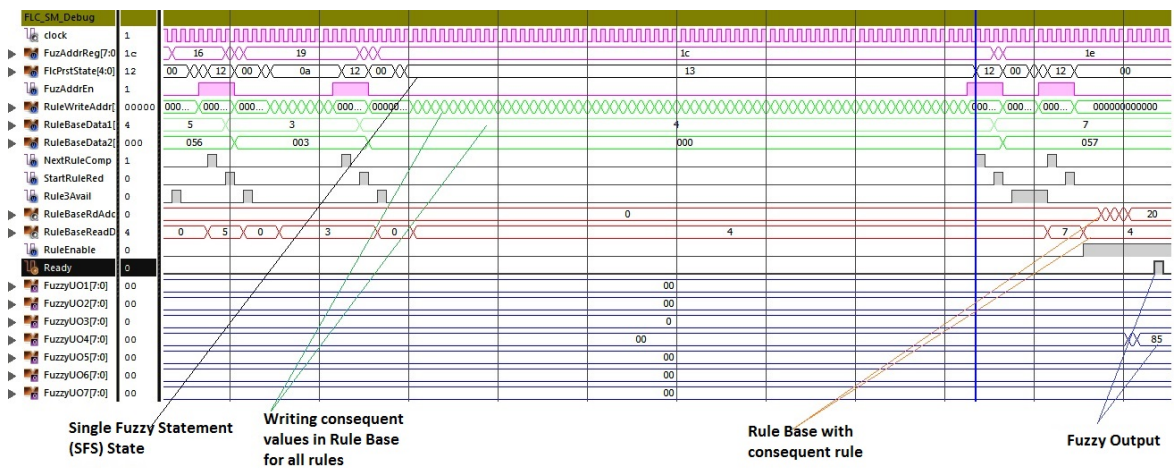 FLC_SM_Debug
clock 1
FuzAddrReg[7:0] 1c 16 19 1c 1e
FlcPrstState[4:0] 12 00 12 00 0a 12 00 13 12 00 12 00
FuzAddrEn 1
RuleWriteAddr[ 00000 000... 000... 000... 000... 00000 000... 000... 000... 000000000000
RuleBaseData1[ 4 5 3 4 7
RuleBaseData2[ 000 056 003 000 057
NextRuleComp 1
StartRuleRed 0
Rule3Avail 0
RuleBaseRdAdc 0 0 20
RuleBaseReadD 4 0 5 0 3 0 4 7 4
RuleEnable 0
Ready 0
FuzzyUO1[7:0] 00 00
FuzzyUO2[7:0] 00 00
FuzzyUO3[7:0] 0 0
FuzzyUO4[7:0] 00 00 85
FuzzyUO5[7:0] 00 00
FuzzyUO6[7:0] 00 00
FuzzyUO7[7:0] 00 00
Single Fuzzy Statement
(SFS) State
Writing consequent
values in Rule Base
for all rules
Rule Base with
consequent rule
Fuzzy Output